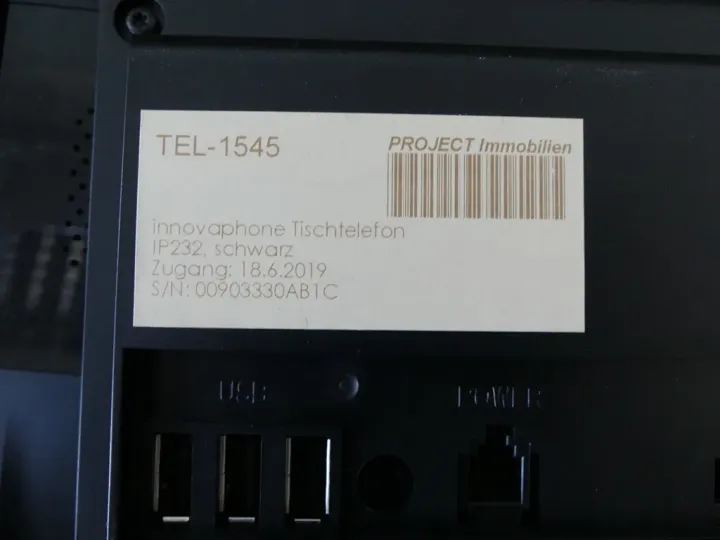 TEL-1545
PROJECT Immobilien
innovaphone Tischtelefon
IP232, schwarz
Zugang: 18.6.2019
S/N: 00903330AB1C
USB
POWER